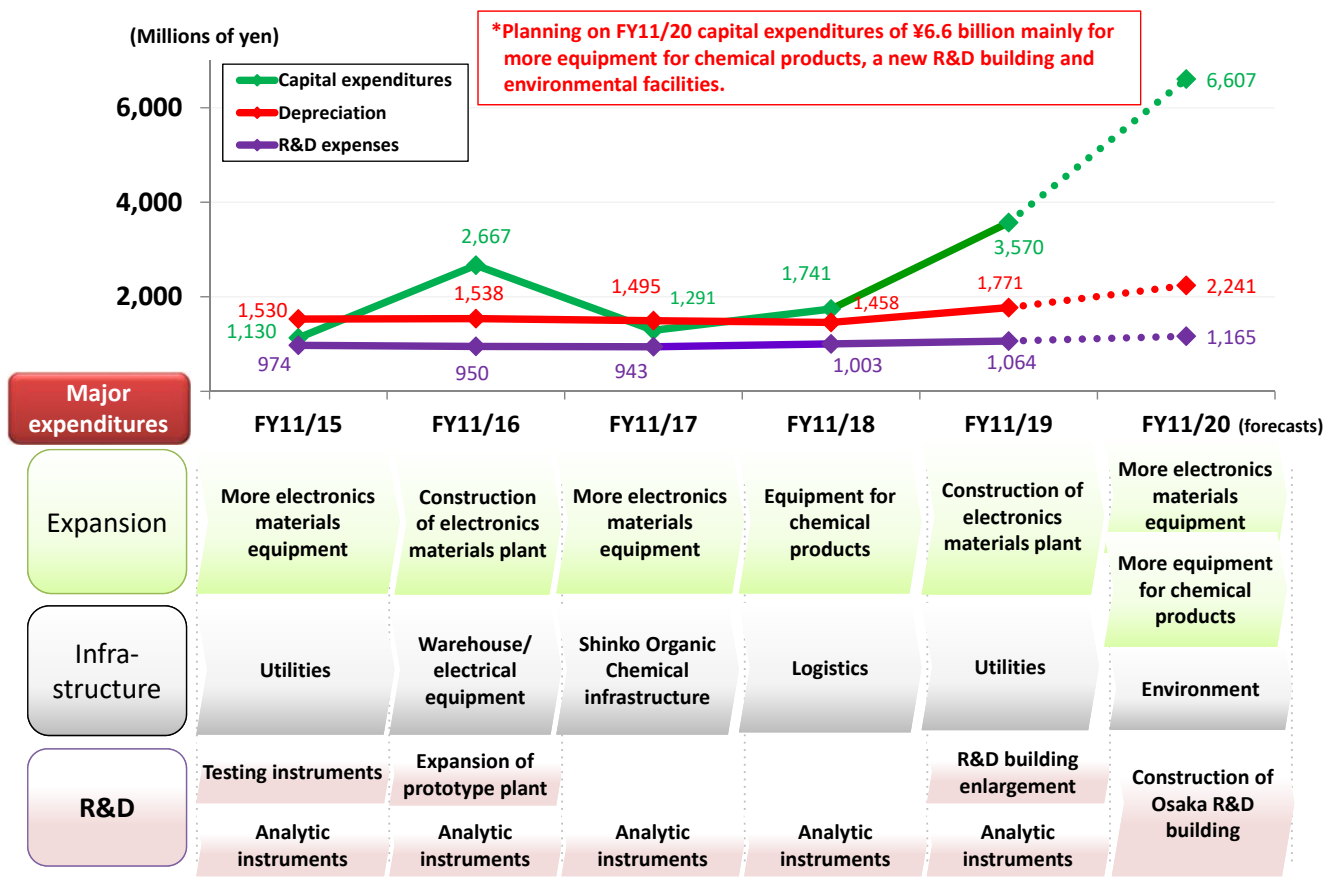 (Millions of yen)
*Planning on FY11/20 capital expenditures of ¥6.6 billion mainly for
more equipment for chemical products, a new R&D building and
environmental facilities.
Capital expenditures
Depreciation
R&D expenses
6,000
4,000
2,000
6,607
2,667
3,570
1,741
1,291
1,130
1,530
1,538
1,495
1,458
1,771
2,241
974
950
943
1,003
1,064
1,165
Major
expenditures
FY11/15
FY11/16
FY11/17
FY11/18
FY11/19
FY11/20 (forecasts)
Expansion
More electronics
materials
equipment
Construction
of electronics
materials plant
More electronics
materials
equipment
Equipment for
chemical
products
Construction of
electronics
materials plant
More electronics
materials
equipment
More equipment
for chemical
products
Infra-
structure
Utilities
Warehouse/
electrical
equipment
Shinko Organic
Chemical
infrastructure
Logistics
Utilities
Environment
R&D
Testing instruments
Expansion of
prototype plant
R&D building
enlargement
Construction of
Osaka R&D
building
Analytic
instruments
Analytic
instruments
Analytic
instruments
Analytic
instruments
Analytic
instruments